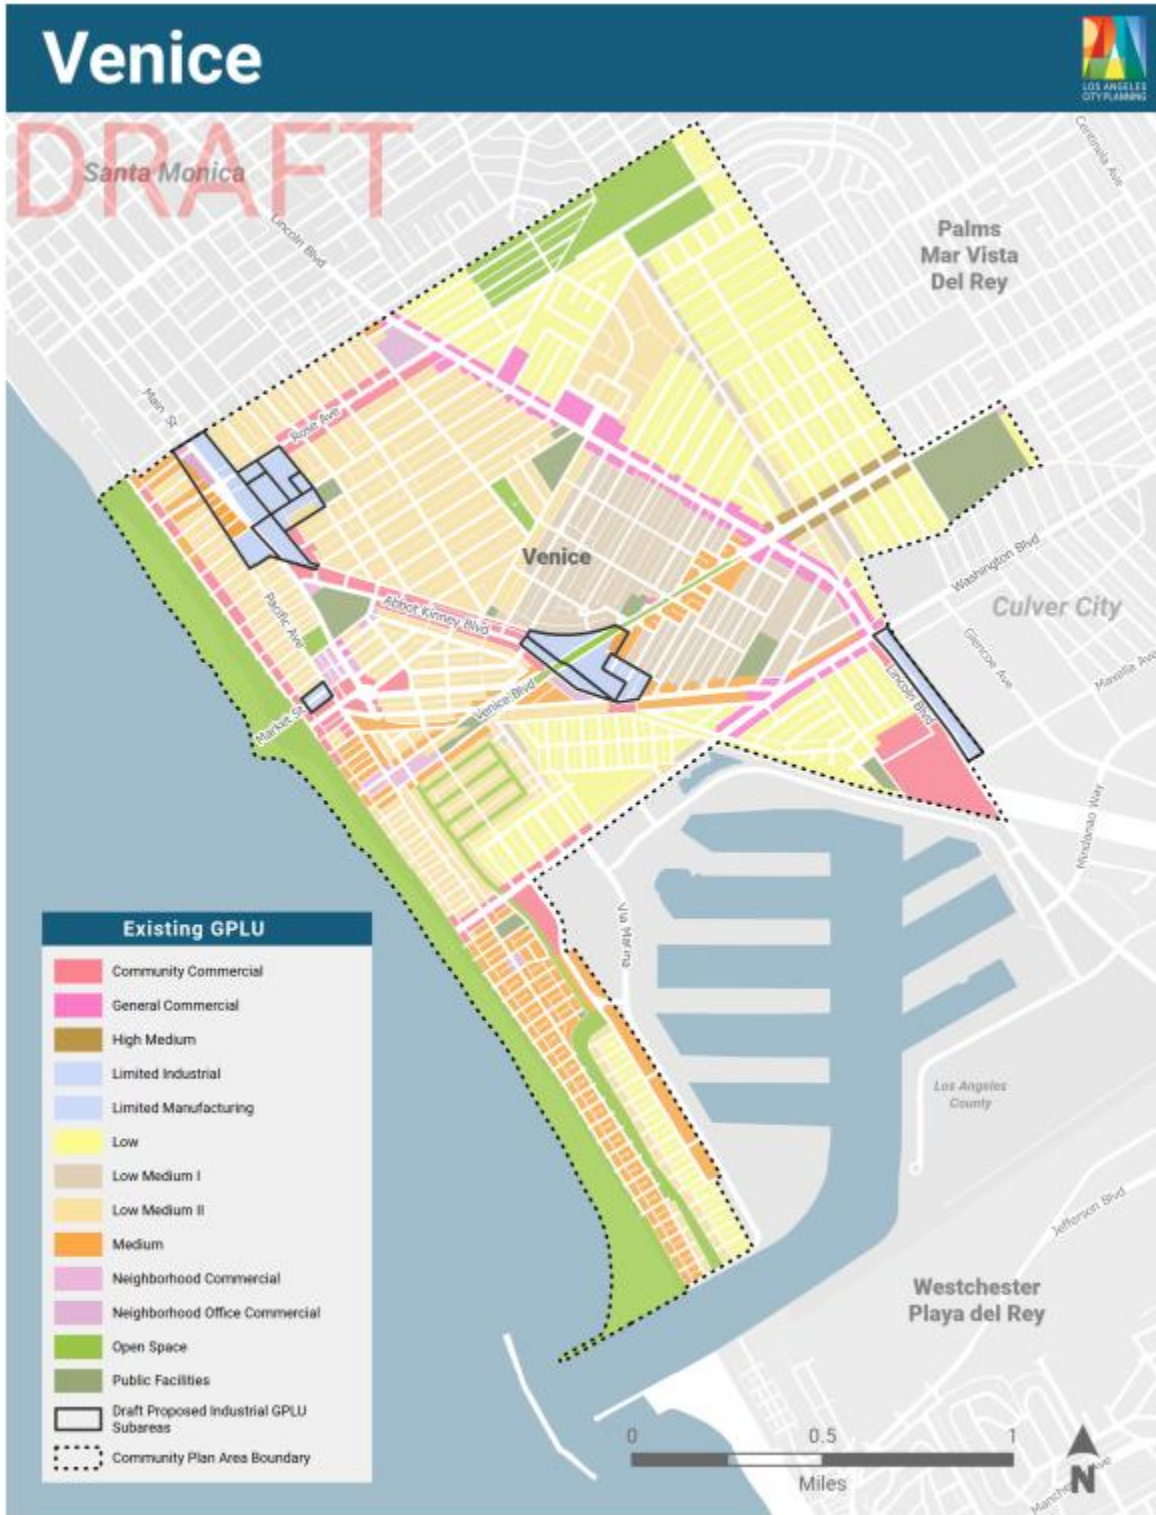 Venice
LOS ANGELES
CITY PLANNING
DRAFT
Santa Monica
Centinela Ave
Lincoln Blvd
Palms
Mar Vista
Del Rey
Main St
Rose Ave
Venice
Washington Blvd
Culver City
Abbot Kinney Blvd
Pacific Ave
Glencoe Ave
Maxella Ave
Venice Blvd
Lincoln Blvd
Market St
Mindanao Way
Via Marina
Existing GPLU
Community Commercial
General Commercial
High Medium
Limited Industrial
Limited Manufacturing
Low
Low Medium I
Low Medium II
Medium
Neighborhood Commercial
Neighborhood Office Commercial
Open Space
Public Facilities
Draft Proposed Industrial GPLU
Subareas
Community Plan Area Boundary
Los Angeles
County
Jefferson Blvd
Westchester
Playa del Rey
0 0.5 1
Miles
N